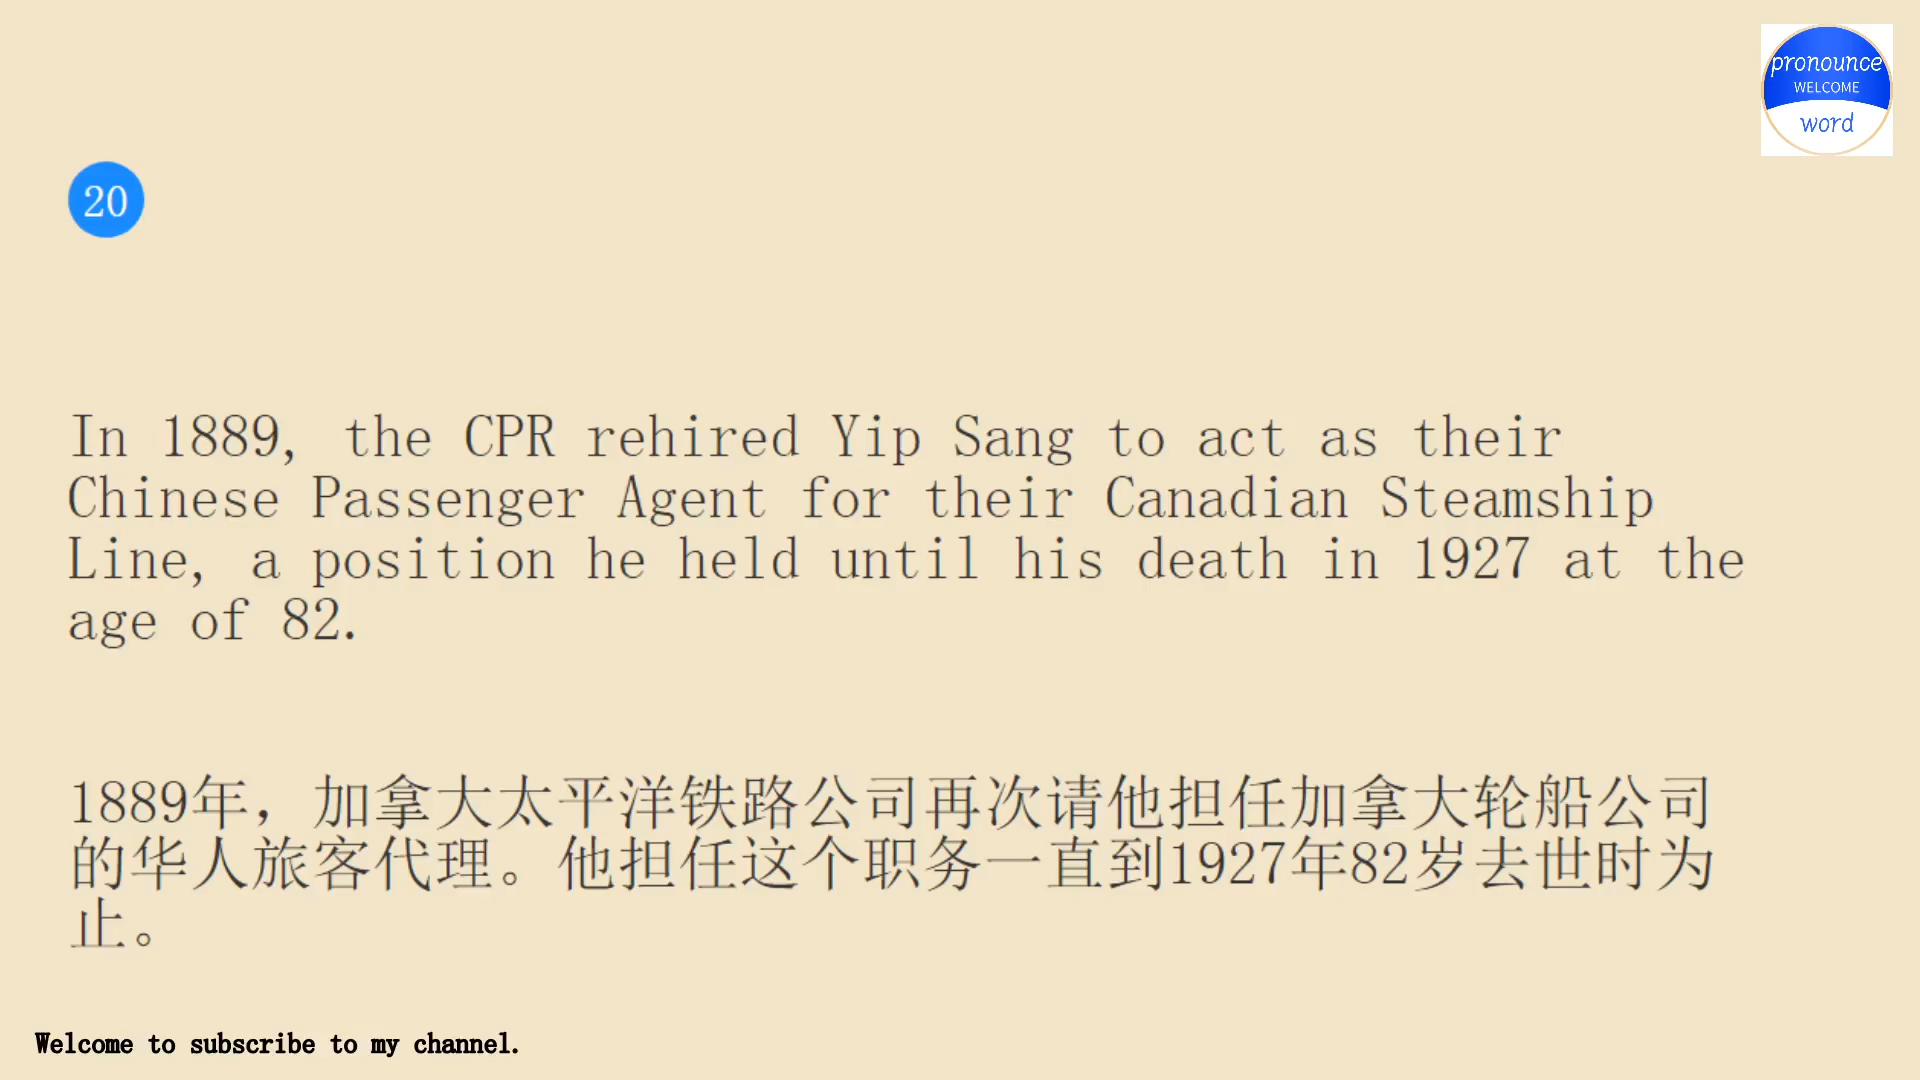 pronounce
WELCOME
word
20
In 1889, the CPR rehired Yip Sang to act as their
Chinese Passenger Agent for their Canadian Steamship
Line, a position he held until his death in 1927 at the
age of 82.
1889年，加拿大太平洋铁路公司再次请他担任加拿大轮船公司
的华人旅客代理。他担任这个职务一直到1927年82岁去世时为
止。
Welcome to subscribe to my channel.